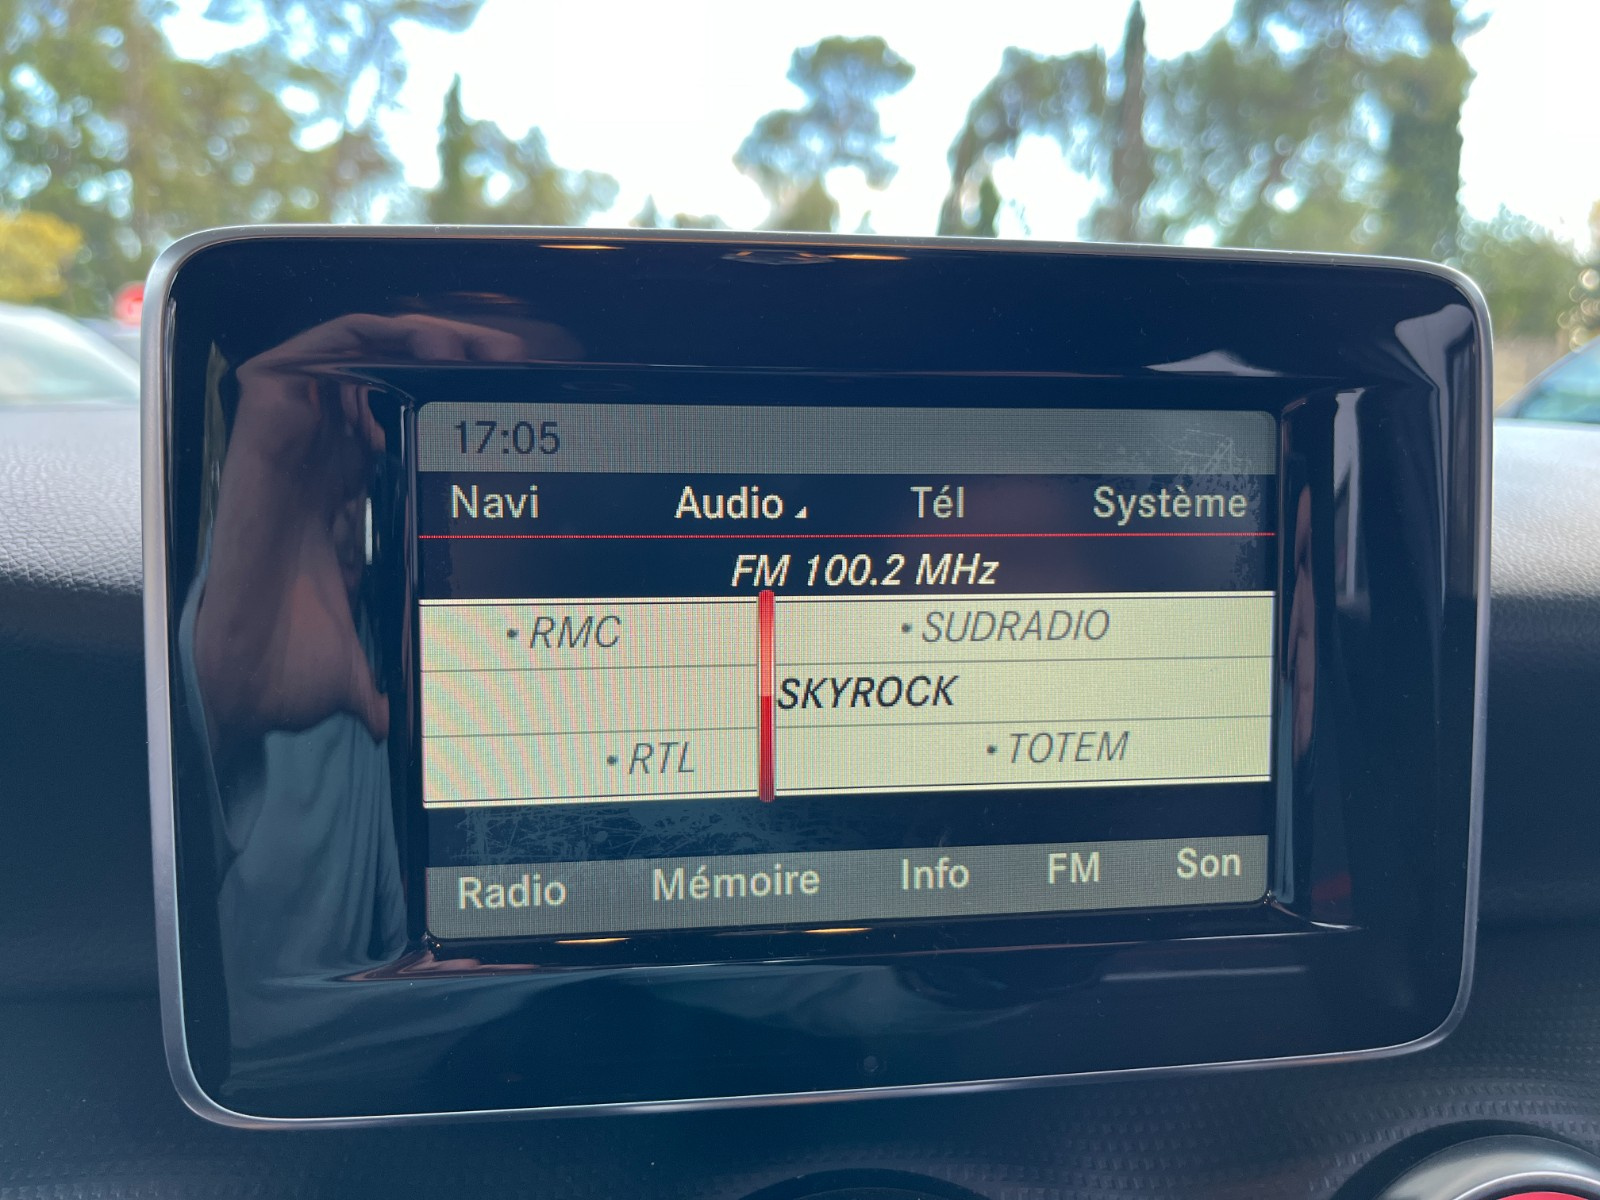 17:05
Navi Audio Tél Système
FM 100.2 MHz
• RMC • SUDRADIO
SKYROCK
• RTL • TOTEM
Radio Mémoire Info FM Son